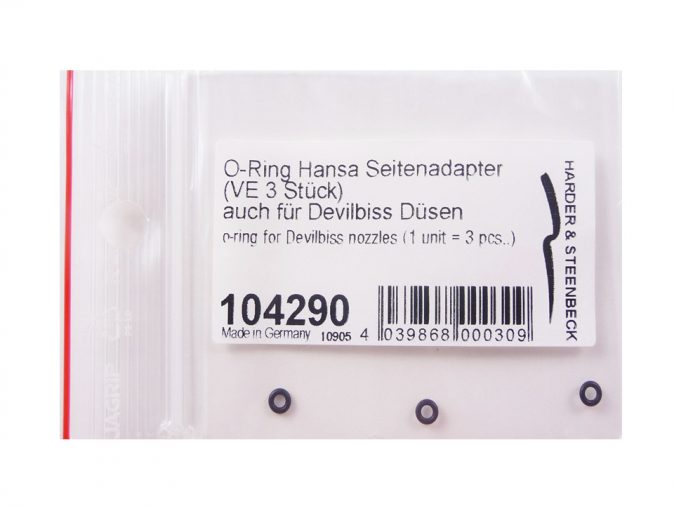 O-Ring Hansa Seitenadapter
(VE 3 Stück)
auch für Devilbiss Düsen
o-ring for Devilbiss nozzles (1 unit = 3 pcs..)
104290
Made in Germany 10905
4 039868 000309
HARDER & STEENBECK